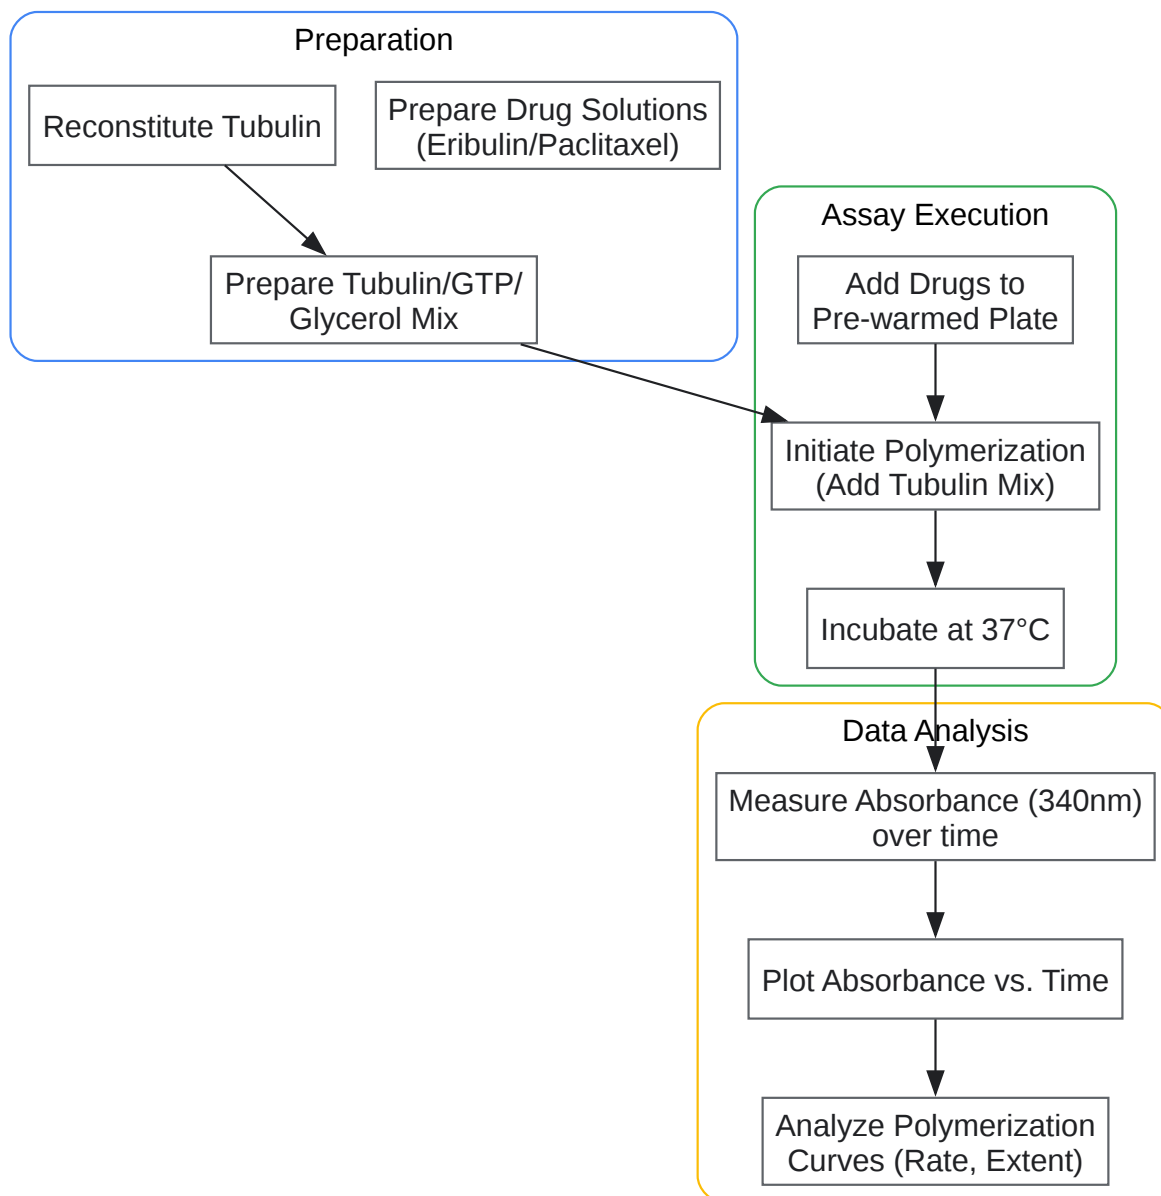 Preparation
Reconstitute Tubulin
Prepare Drug Solutions
(Eribulin/Paclitaxel)
Prepare Tubulin/GTP/
Glycerol Mix
Assay Execution
Add Drugs to
Pre-warmed Plate
Initiate Polymerization
(Add Tubulin Mix)
Incubate at 37°C
Data Analysis
Measure Absorbance (340nm)
over time
Plot Absorbance vs. Time
Analyze Polymerization
Curves (Rate, Extent)